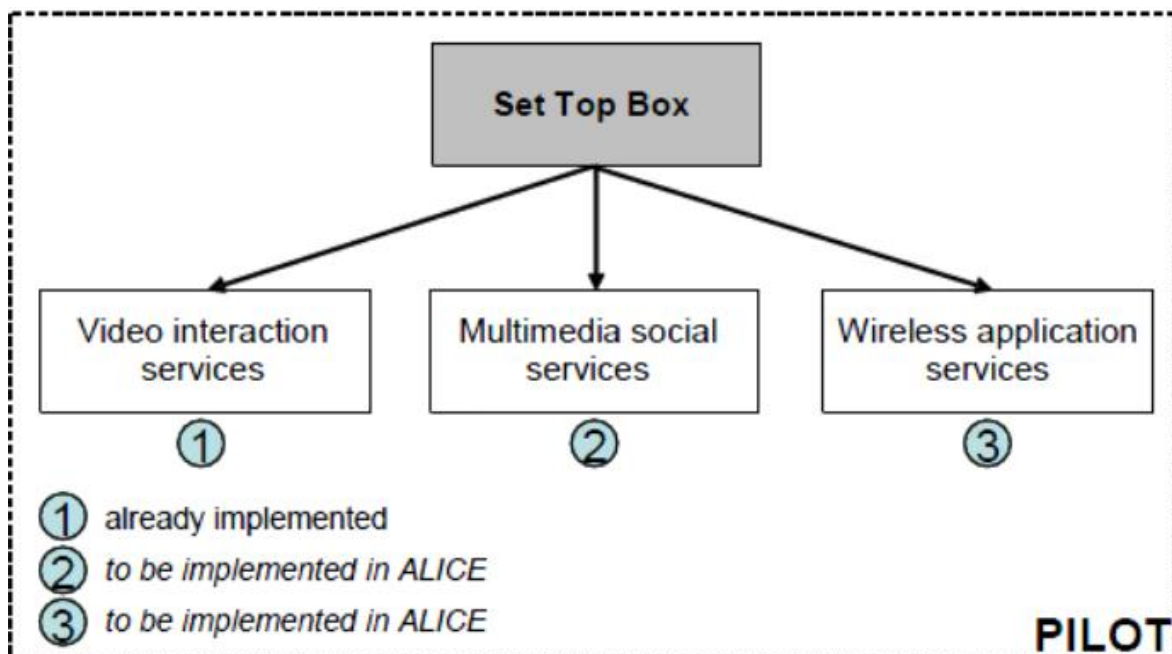 Set Top Box
Video interaction
services
Multimedia social
services
Wireless application
services
1
2
3
1 already implemented
2 to be implemented in ALICE
3 to be implemented in ALICE
PILOT